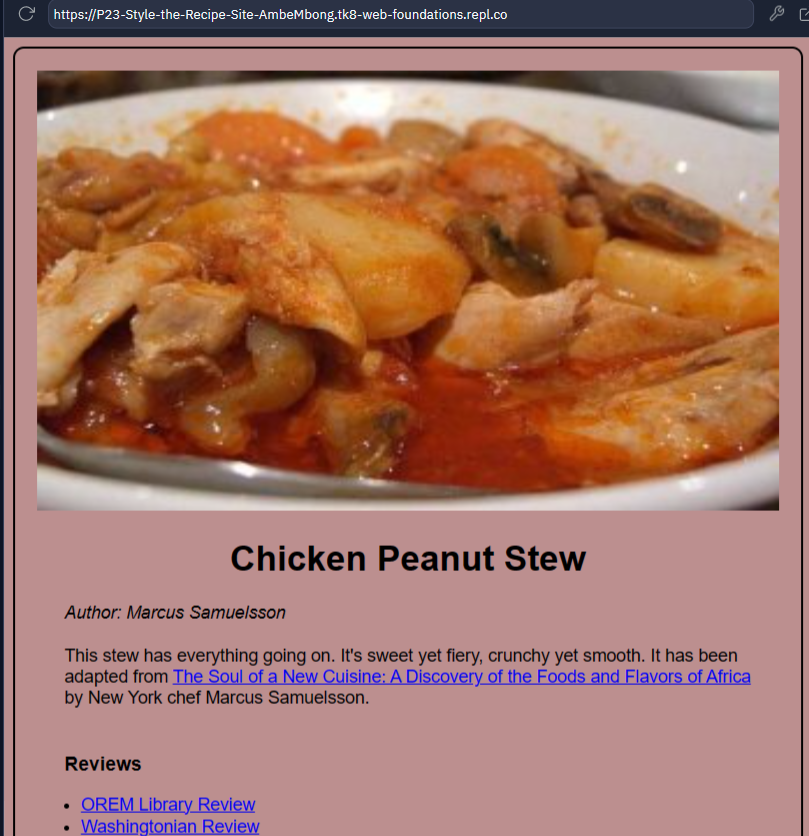 https://P23-Style-the-Recipe-Site-AmbeMbong.tk8-web-foundations.repl.co
Chicken Peanut Stew
Author: Marcus Samuelsson
This stew has everything going on. It's sweet yet fiery, crunchy yet smooth. It has been
adapted from The Soul of a New Cuisine: A Discovery of the Foods and Flavors of Africa
by New York chef Marcus Samuelsson.
Reviews
• OREM Library Review
• Washingtonian Review